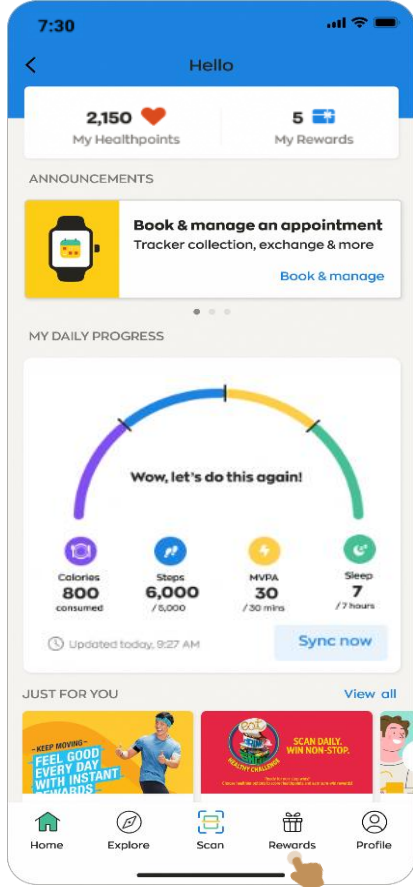 7:30
Hello
2,150
My Healthpoints
5
My Rewards
ANNOUNCEMENTS
Book & manage an appointment
Tracker collection, exchange & more
Book & manage
MY DAILY PROGRESS
Wow, let's do this again!
Calories
800
consumed
Steps
6,000
/5,000
MVPA
30
/30 mins
Sleep
7
/7 hours
Updated today, 9:27 AM
Sync now
JUST FOR YOU
View all
- KEEP MOVING -
FEEL GOOD
EVERY DAY
WITH INSTANT
REWARDS
eat
HEALTHY CHALLENGE
SCAN DAILY.
WIN NON-STOP.
Home
Explore
Scan
Rewards
Profile